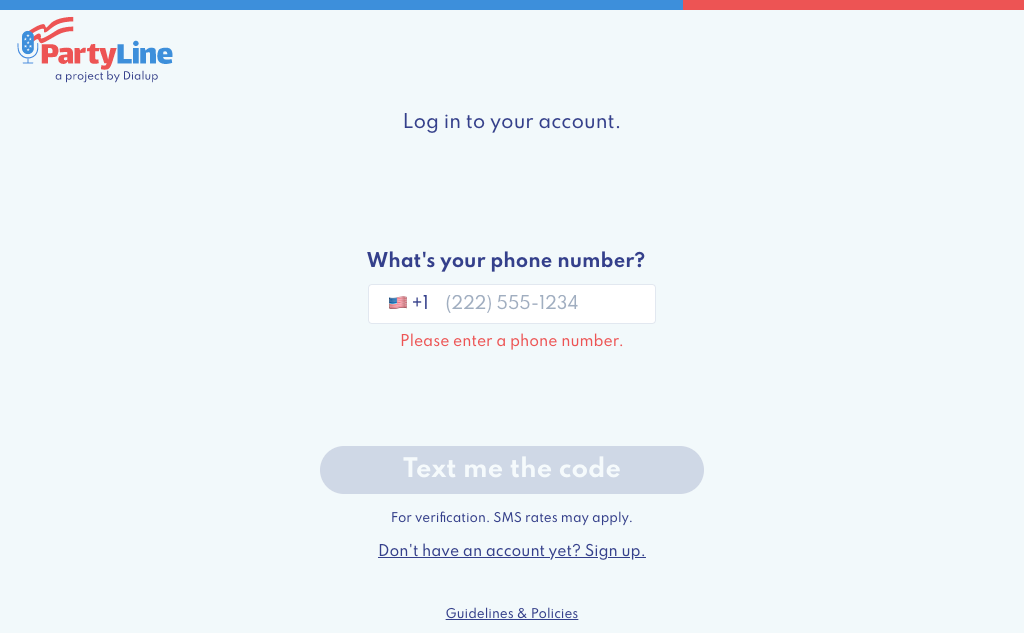 PartyLine
a project by Dialup
Log in to your account.
What's your phone number?
+1 (222) 555-1234
Please enter a phone number.
Text me the code
For verification. SMS rates may apply.
Don't have an account yet? Sign up.
Guidelines & Policies